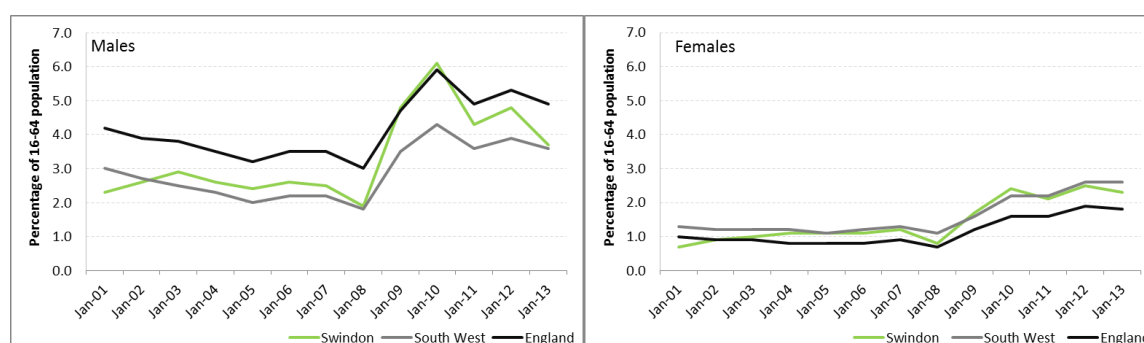 Males
Percentage of 16-64 population
7.0
6.0
5.0
4.0
3.0
2.0
1.0
0.0
Jan-01 Jan-02 Jan-03 Jan-04 Jan-05 Jan-06 Jan-07 Jan-08 Jan-09 Jan-10 Jan-11 Jan-12 Jan-13
Swindon South West England
Females
Percentage of 16-64 population
7.0
6.0
5.0
4.0
3.0
2.0
1.0
0.0
Jan-01 Jan-02 Jan-03 Jan-04 Jan-05 Jan-06 Jan-07 Jan-08 Jan-09 Jan-10 Jan-11 Jan-12 Jan-13
Swindon South West England